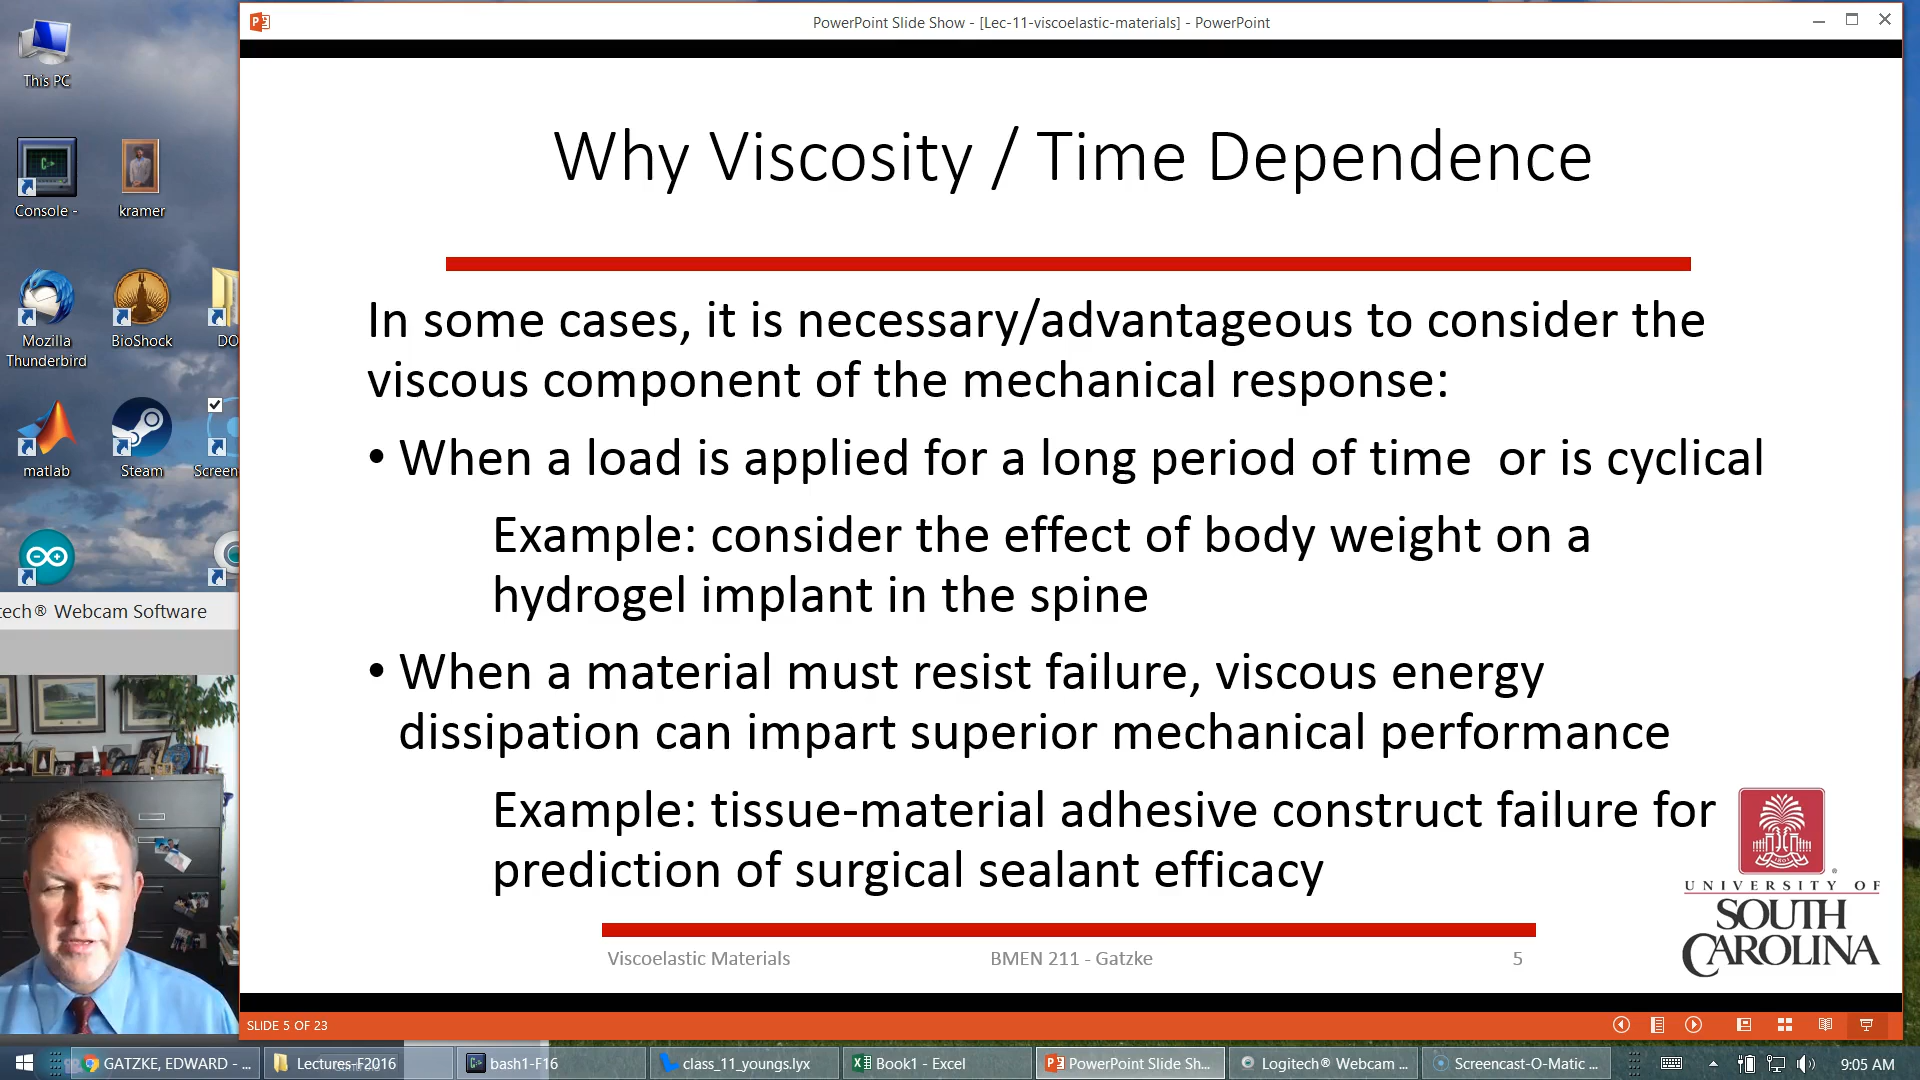 PowerPoint Slide Show - [Lec-11-viscoelastic-materials] - PowerPoint
This PC
Console -
kramer
Mozilla
Thunderbird
BioShock
DO
matlab
Steam
Screen
tech® Webcam Software
Why Viscosity / Time Dependence
In some cases, it is necessary/advantageous to consider the
viscous component of the mechanical response:
• When a load is applied for a long period of time  or is cyclical
Example: consider the effect of body weight on a
hydrogel implant in the spine
• When a material must resist failure, viscous energy
dissipation can impart superior mechanical performance
Example: tissue-material adhesive construct failure for
prediction of surgical sealant efficacy
UNIVERSITY OF
SOUTH
CAROLINA
Viscoelastic Materials
BMEN 211 - Gatzke
5
SLIDE 5 OF 23
GATZKE, EDWARD - ...
Lectures-F2016
bash1-F16
class_11_youngs.lyx
Book1 - Excel
PowerPoint Slide Sh...
Logitech® Webcam ...
Screencast-O-Matic ...
9:05 AM